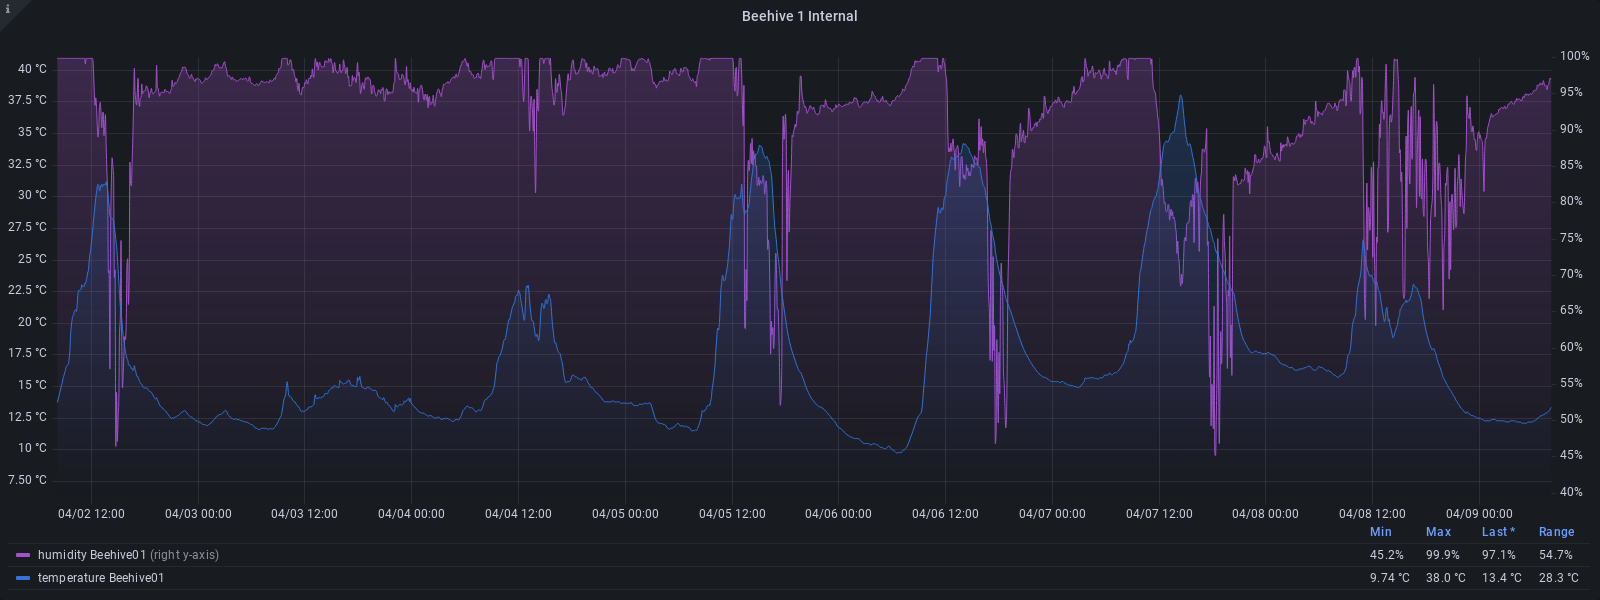 i
Beehive 1 Internal
40 °C
37.5 °C
35 °C
32.5 °C
30 °C
27.5 °C
25 °C
22.5 °C
20 °C
17.5 °C
15 °C
12.5 °C
10 °C
7.50 °C
100%
95%
90%
85%
80%
75%
70%
65%
60%
55%
50%
45%
40%
04/02 12:00 04/03 00:00 04/03 12:00 04/04 00:00 04/04 12:00 04/05 00:00 04/05 12:00 04/06 00:00 04/06 12:00 04/07 00:00 04/07 12:00 04/08 00:00 04/08 12:00 04/09 00:00
Min Max Last * Range
humidity Beehive01 (right y-axis) 45.2% 99.9% 97.1% 54.7%
temperature Beehive01 9.74 °C 38.0 °C 13.4 °C 28.3 °C